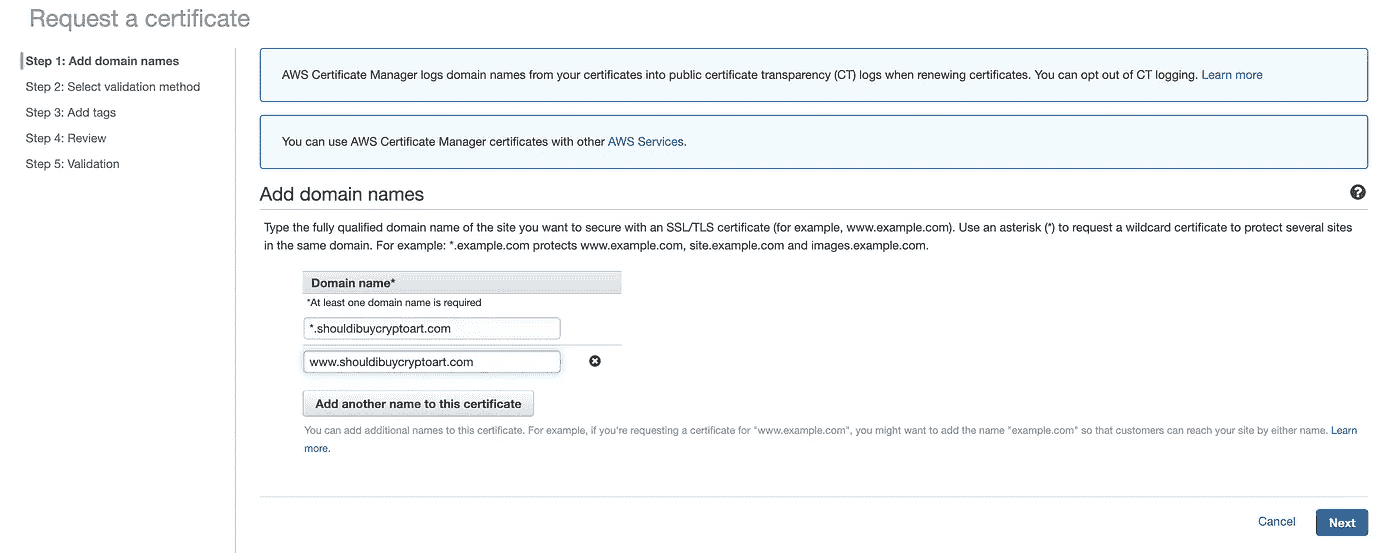 Request a certificate
Step 1: Add domain names
Step 2: Select validation method
Step 3: Add tags
Step 4: Review
Step 5: Validation
AWS Certificate Manager logs domain names from your certificates into public certificate transparency (CT) logs when renewing certificates. You can opt out of CT logging. Learn more
You can use AWS Certificate Manager certificates with other AWS Services.
Add domain names
?
Type the fully qualified domain name of the site you want to secure with an SSL/TLS certificate (for example, www.example.com). Use an asterisk (*) to request a wildcard certificate to protect several sites
in the same domain. For example: *.example.com protects www.example.com, site.example.com and images.example.com.
Domain name*
*At least one domain name is required
*.shouldibuycryptoart.com
www.shouldibuycryptoart.com
Add another name to this certificate
You can add additional names to this certificate. For example, if you're requesting a certificate for "www.example.com", you might want to add the name "example.com" so that customers can reach your site by either name. Learn
more.
Cancel
Next